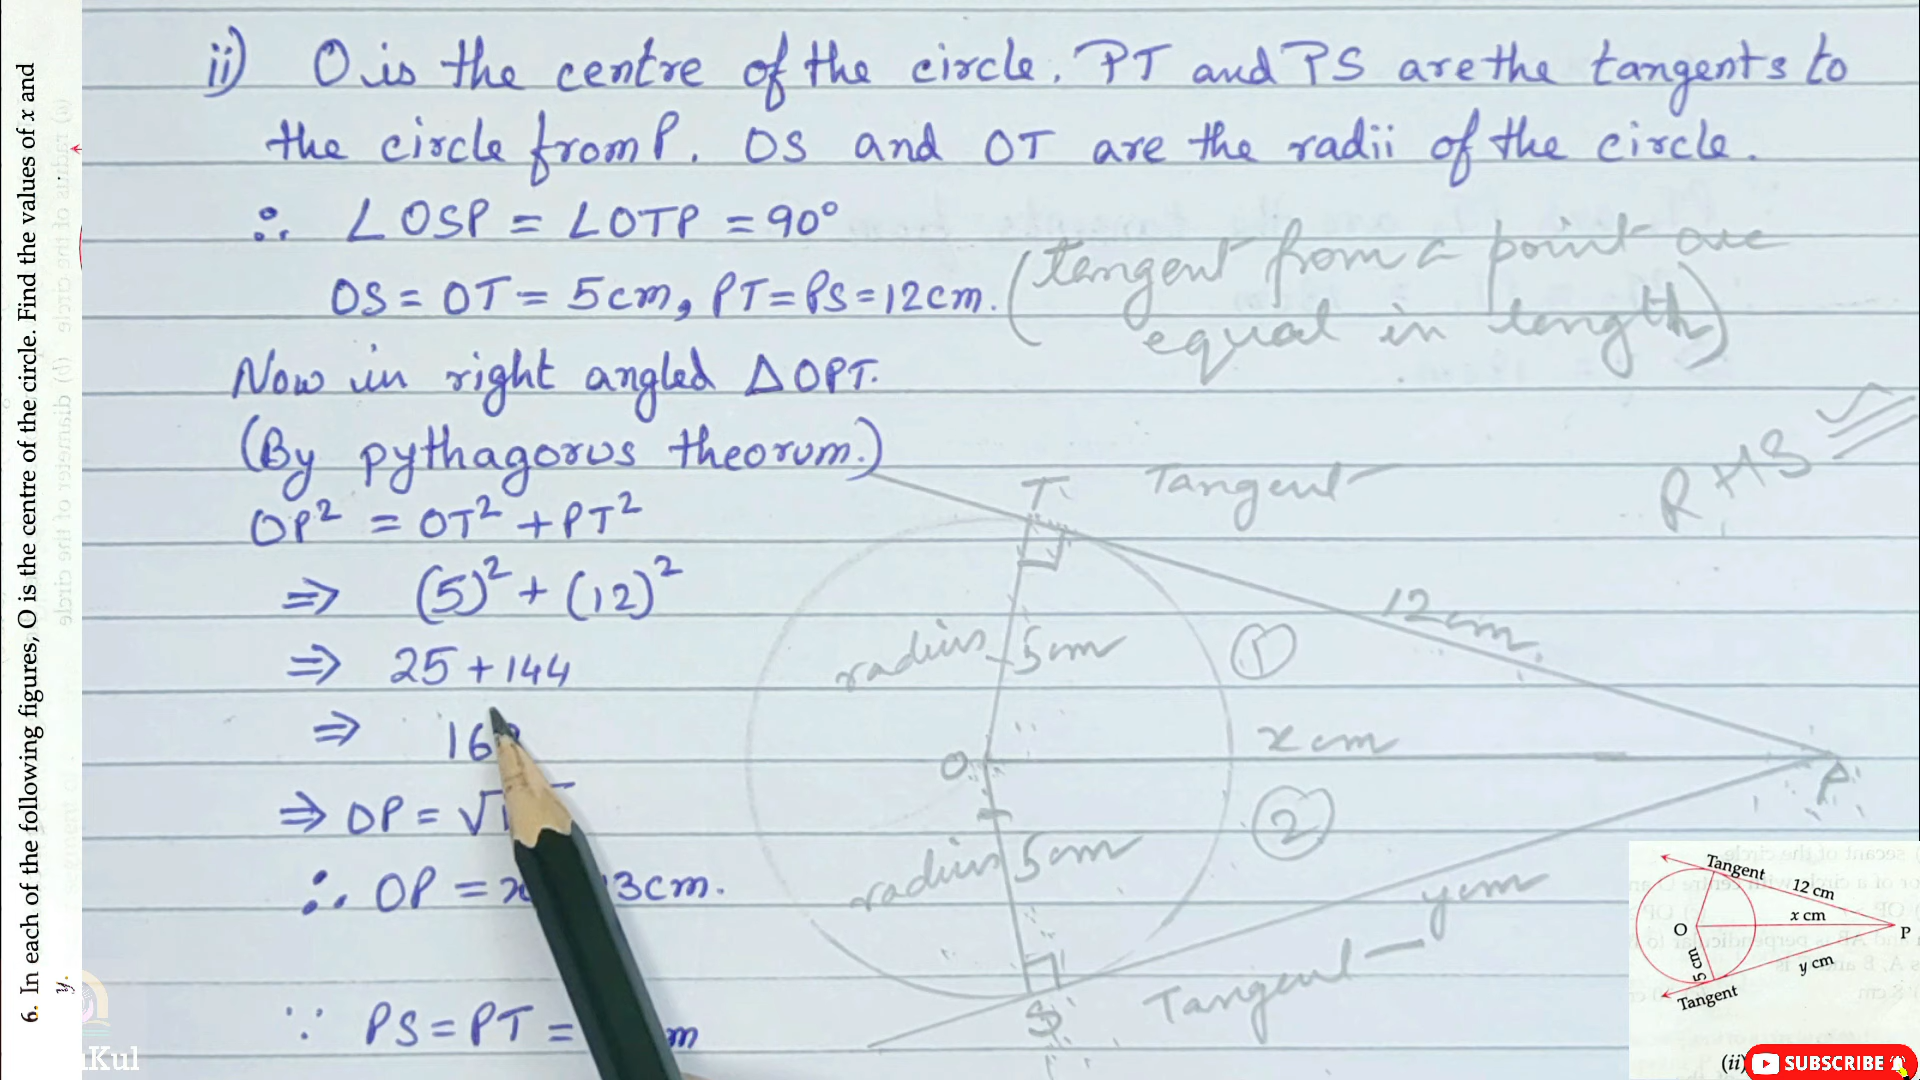 6. In each of the following figures, O is the centre of the circle. Find the values of x and
y.
ii) O is the centre of the circle. PT and PS are the tangents to
the circle from P. OS and OT are the radii of the circle.
∴ ∠OSP = ∠OTP = 90°
OS = OT = 5cm, PT = PS = 12cm.
(tangent from a point are
equal in length)
Now in right angled △OPT.
(By pythagorus theorum.)
OP² = OT² + PT²
⇒ (5)² + (12)²
⇒ 25 + 144
⇒ 16
⇒ OP = √1
∴ OP = x 3cm.
∵ PS = PT = m
RHS
T
Tangent
12cm.
radius 5cm
1
x cm
O
P
2
radius 5cm
y cm
Tangent
S
Tangent
12 cm
x cm
O
P
5 cm
y cm
Tangent
(ii)
SUBSCRIBE
Kul